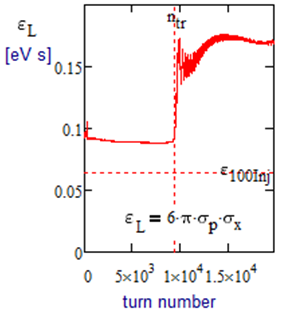 n_tr
ε_L
[eV s]
0.15
0.1
0.05
0
ε_100Inj
ε_L = 6·π·σ_p·σ_x
0 5×10³ 1×10⁴ 1.5×10⁴
turn number